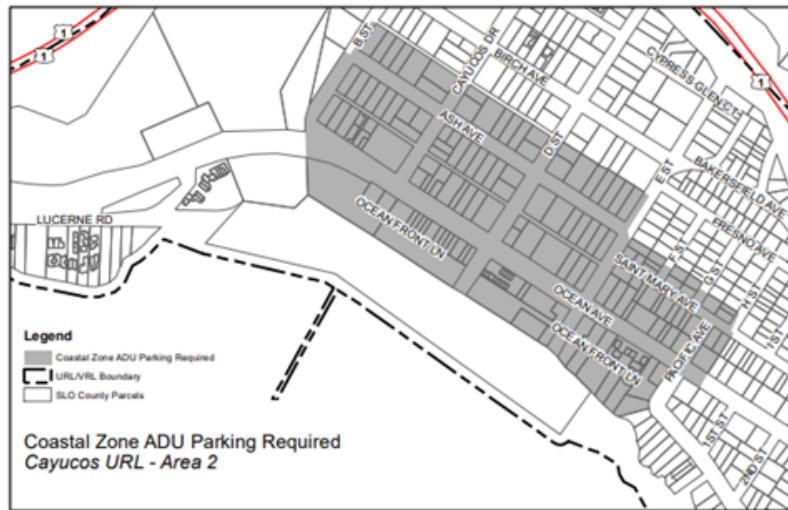 1
1
1
B ST
CAYUCOS DR
BIRCH AVE
CYPRESS GLEN CT
ASH AVE
D ST
E ST
BAKERSFIELD AVE
FRESNO AVE
LUCERNE RD
OCEAN FRONT LN
F ST
G ST
SAINT MARY AVE
H ST
I ST
OCEAN AVE
OCEAN FRONT LN
PACIFIC AVE
1ST ST
2ND ST
Legend
Coastal Zone ADU Parking Required
URL/VRL Boundary
SLO County Parcels
Coastal Zone ADU Parking Required
Cayucos URL - Area 2